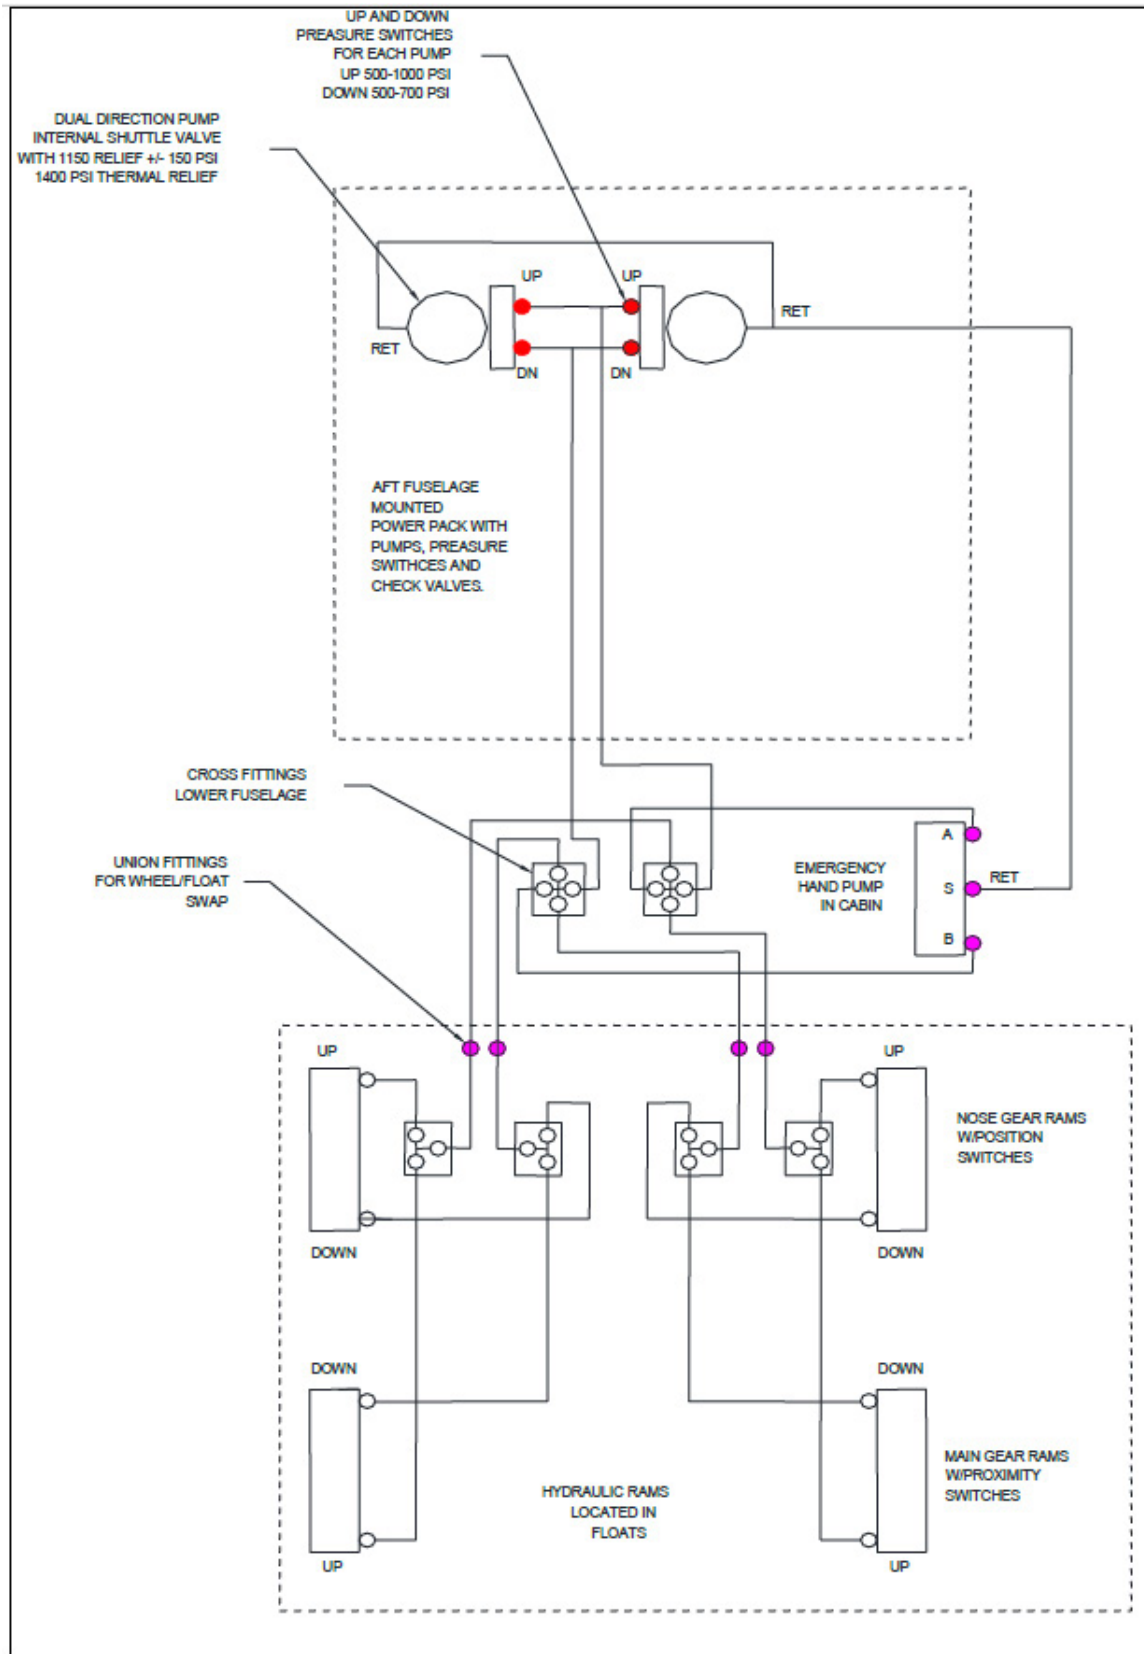 UP AND DOWN
PREASURE SWITCHES
FOR EACH PUMP
UP 500-1000 PSI
DOWN 500-700 PSI
DUAL DIRECTION PUMP
INTERNAL SHUTTLE VALVE
WITH 1150 RELIEF +/- 150 PSI
1400 PSI THERMAL RELIEF
UP
UP
RET
RET
DN
DN
AFT FUSELAGE
MOUNTED
POWER PACK WITH
PUMPS, PREASURE
SWITHCES AND
CHECK VALVES.
CROSS FITTINGS
LOWER FUSELAGE
UNION FITTINGS
FOR WHEEL/FLOAT
SWAP
EMERGENCY
HAND PUMP
IN CABIN
A
S
B
RET
UP
UP
NOSE GEAR RAMS
W/POSITION
SWITCHES
DOWN
DOWN
DOWN
DOWN
MAIN GEAR RAMS
W/PROXIMITY
SWITCHES
HYDRAULIC RAMS
LOCATED IN
FLOATS
UP
UP